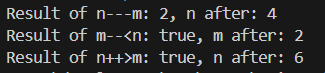 Result of n---m: 2, n after: 4
Result of m--<n: true, m after: 2
Result of n++>m: true, n after: 6